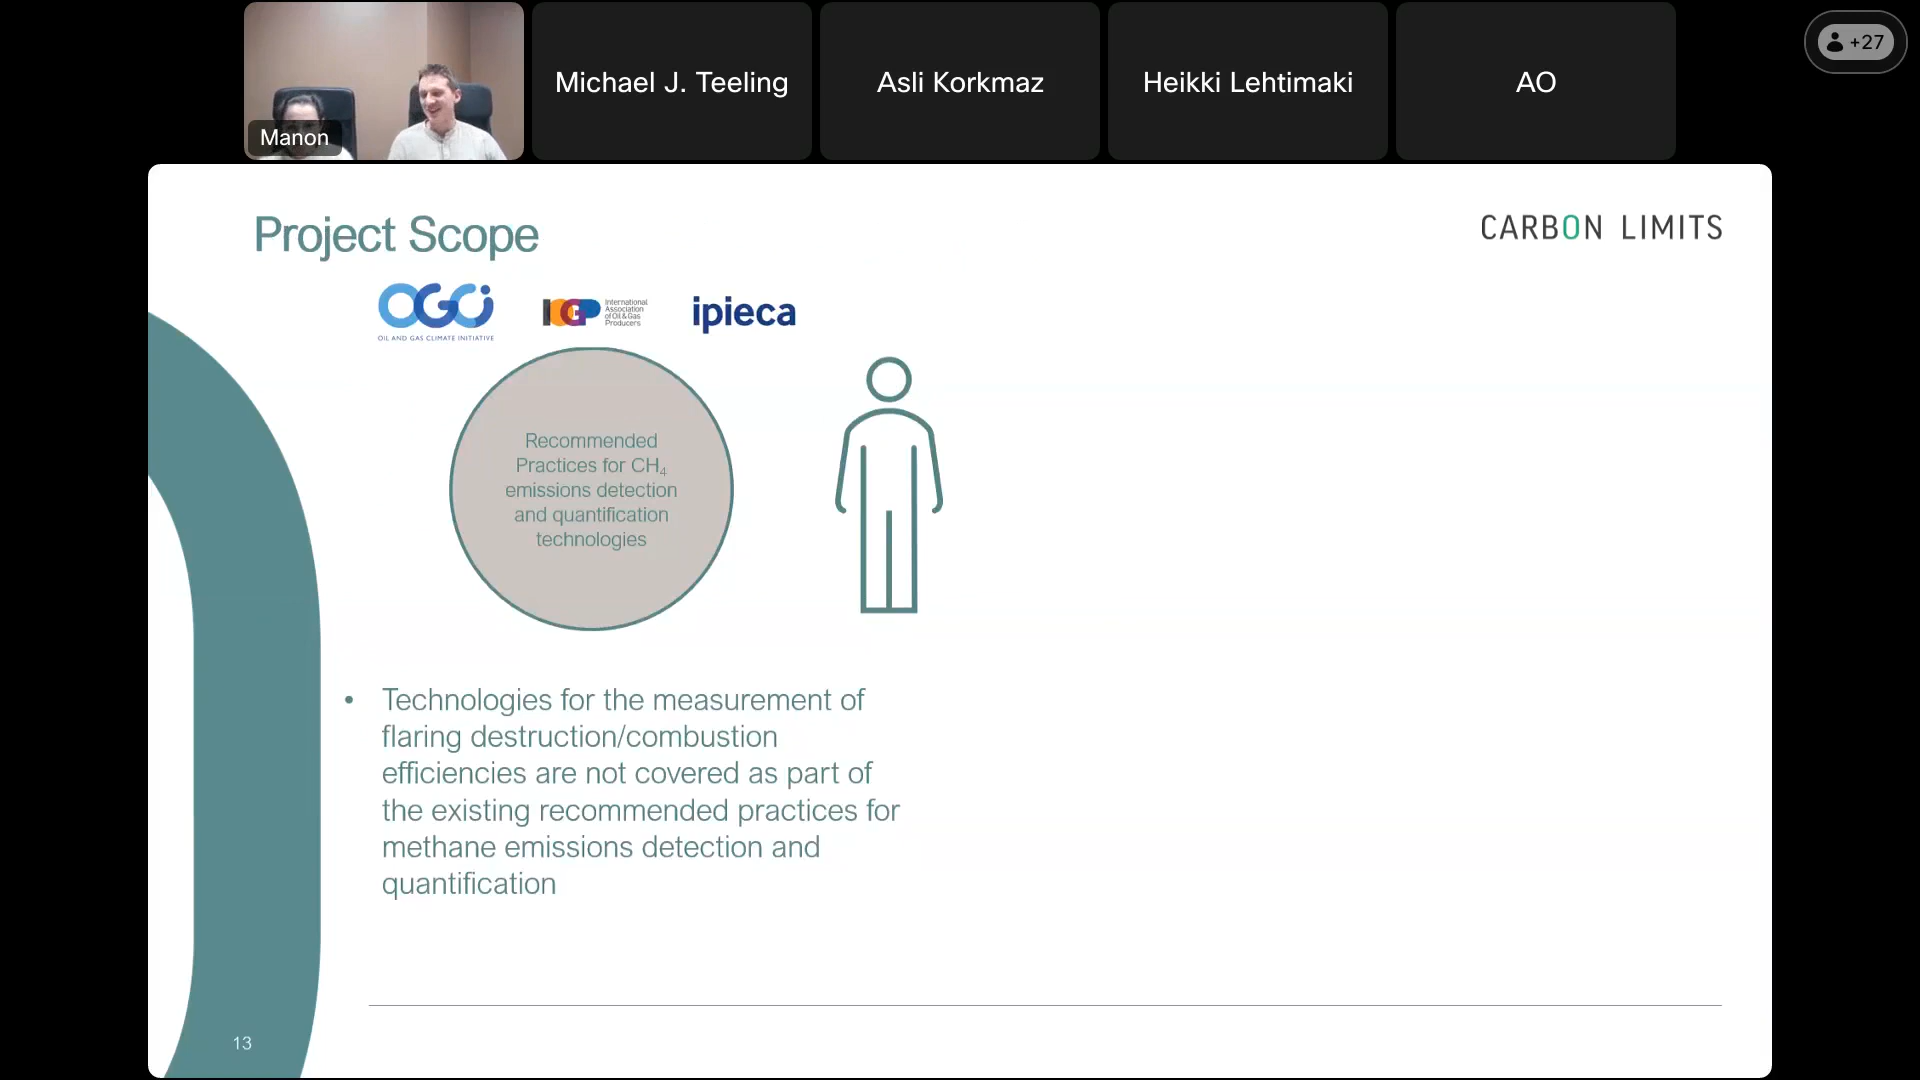 Manon
Michael J. Teeling
Asli Korkmaz
Heikki Lehtimaki
AO
+27
Project Scope
CARBON LIMITS
OGCI
OIL AND GAS CLIMATE INITIATIVE
IOGP
International
Association
of Oil & Gas
Producers
ipieca
Recommended
Practices for CH₄
emissions detection
and quantification
technologies
• Technologies for the measurement of
flaring destruction/combustion
efficiencies are not covered as part of
the existing recommended practices for
methane emissions detection and
quantification
13